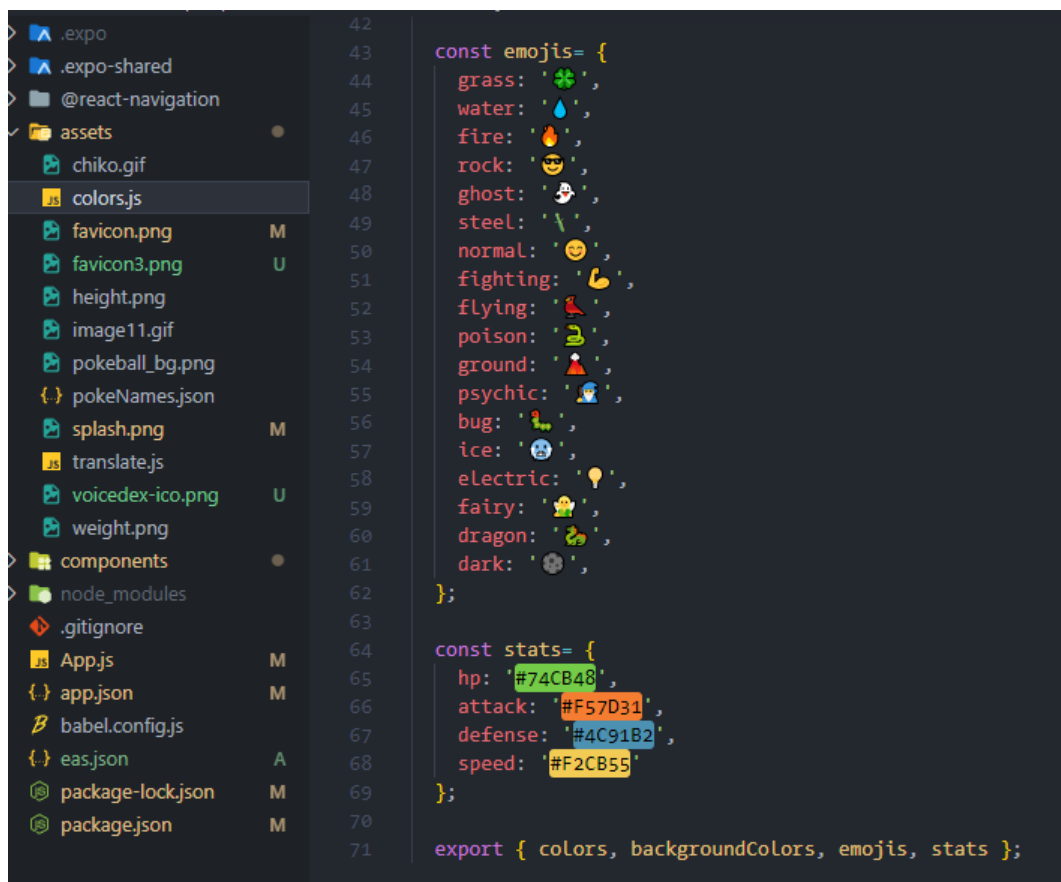 .expo
.expo-shared
@react-navigation
assets
chiko.gif
colors.js
favicon.png M
favicon3.png U
height.png
image11.gif
pokeball_bg.png
pokeNames.json
splash.png M
translate.js
voicedex-ico.png U
weight.png
components
node_modules
.gitignore
App.js M
app.json M
babel.config.js
eas.json A
package-lock.json M
package.json M
42
43 const emojis= {
44 grass: '🍀',
45 water: '💧',
46 fire: '🔥',
47 rock: '😎',
48 ghost: '👻',
49 steel: '🗡',
50 normal: '😊',
51 fighting: '💪',
52 flying: '🐦',
53 poison: '🐍',
54 ground: '🌋',
55 psychic: '🧙‍♂️',
56 bug: '🐛',
57 ice: '🥶',
58 electric: '💡',
59 fairy: '🧚',
60 dragon: '🐉',
61 dark: '🌑',
62 };
63
64 const stats= {
65 hp: '#74CB48',
66 attack: '#F57D31',
67 defense: '#4C91B2',
68 speed: '#F2CB55'
69 };
70
71 export { colors, backgroundColors, emojis, stats };